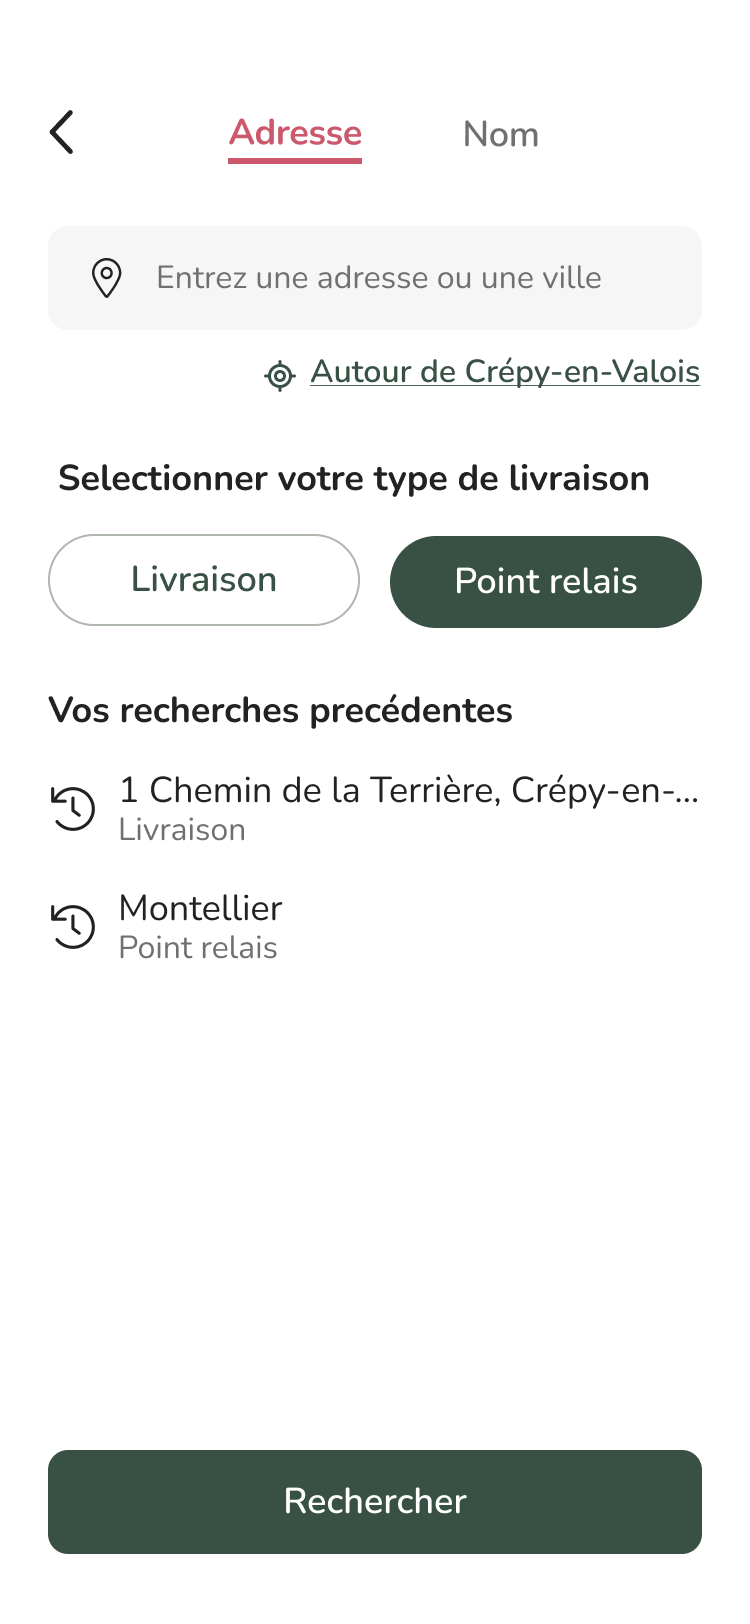 Adresse
Nom
Entrez une adresse ou une ville
Autour de Crépy-en-Valois
Selectionner votre type de livraison
Livraison
Point relais
Vos recherches precédentes
1 Chemin de la Terrière, Crépy-en-...
Livraison
Montellier
Point relais
Rechercher